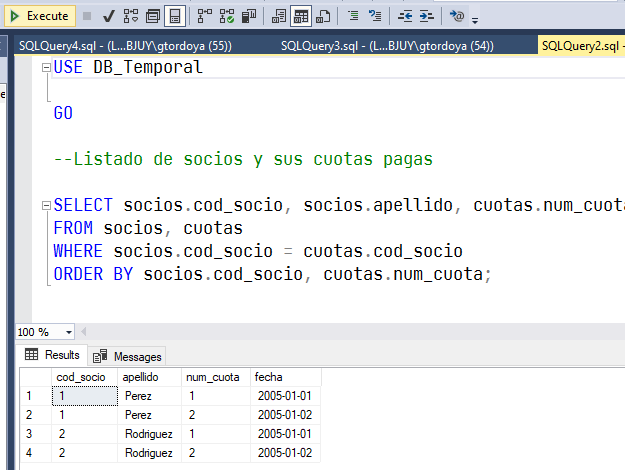 Execute
SQLQuery4.sql - (L...BJUY\gtordoya (55))
SQLQuery3.sql - (L...BJUY\gtordoya (54))
SQLQuery2.sql -
USE DB_Temporal
GO
--Listado de socios y sus cuotas pagas
SELECT socios.cod_socio, socios.apellido, cuotas.num_cuota
FROM socios, cuotas
WHERE socios.cod_socio = cuotas.cod_socio
ORDER BY socios.cod_socio, cuotas.num_cuota;
100 %
Results Messages
cod_socio apellido num_cuota fecha
1 1 Perez 1 2005-01-01
2 1 Perez 2 2005-01-02
3 2 Rodriguez 1 2005-01-01
4 2 Rodriguez 2 2005-01-02